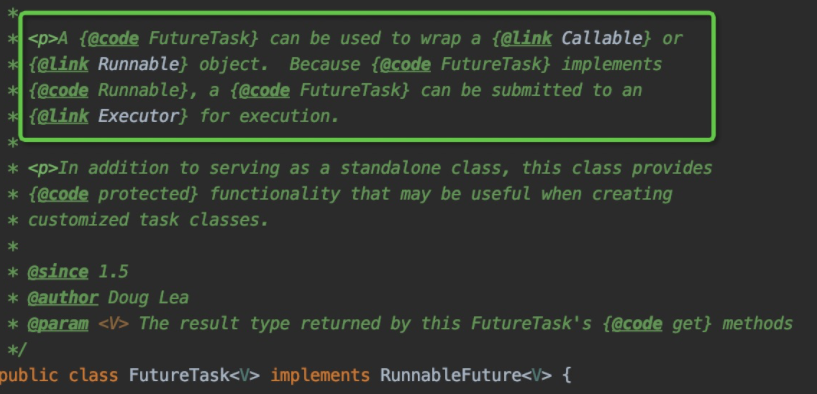 *
* <p>A {@code FutureTask} can be used to wrap a {@link Callable} or
* {@link Runnable} object.  Because {@code FutureTask} implements
* {@code Runnable}, a {@code FutureTask} can be submitted to an
* {@link Executor} for execution.
*
* <p>In addition to serving as a standalone class, this class provides
* {@code protected} functionality that may be useful when creating
* customized task classes.
*
* @since 1.5
* @author Doug Lea
* @param <V> The result type returned by this FutureTask's {@code get} methods
*/
public class FutureTask<V> implements RunnableFuture<V> {